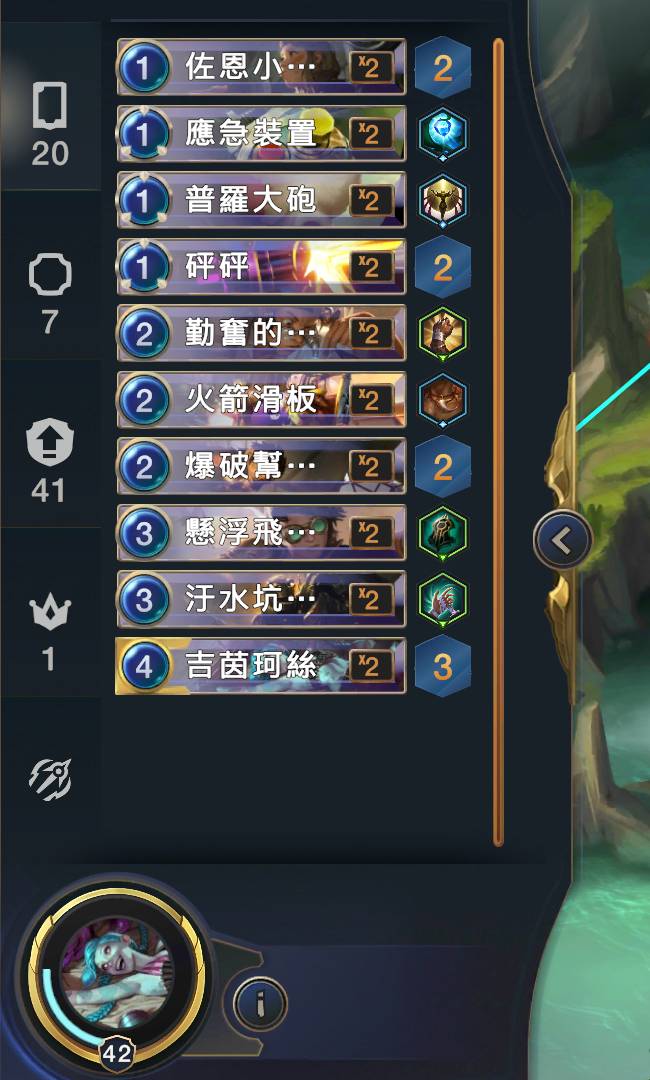 20
7
41
1
1 佐恩小… x2 2
1 應急裝置 x2
1 普羅大砲 x2
1 砰砰 x2 2
2 勤奮的… x2
2 火箭滑板 x2
2 爆破幫… x2 2
3 懸浮飛… x2
3 汙水坑… x2
4 吉茵珂絲 x2 3
42
i